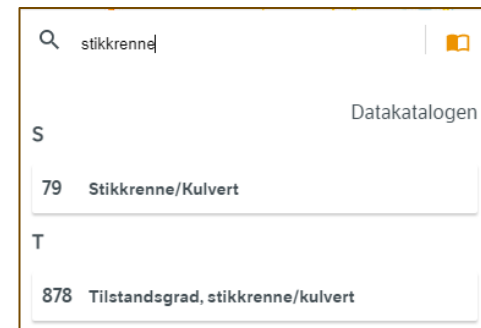 stikkrenne
Datakatalogen
S
79 Stikkrenne/Kulvert
T
878 Tilstandsgrad, stikkrenne/kulvert